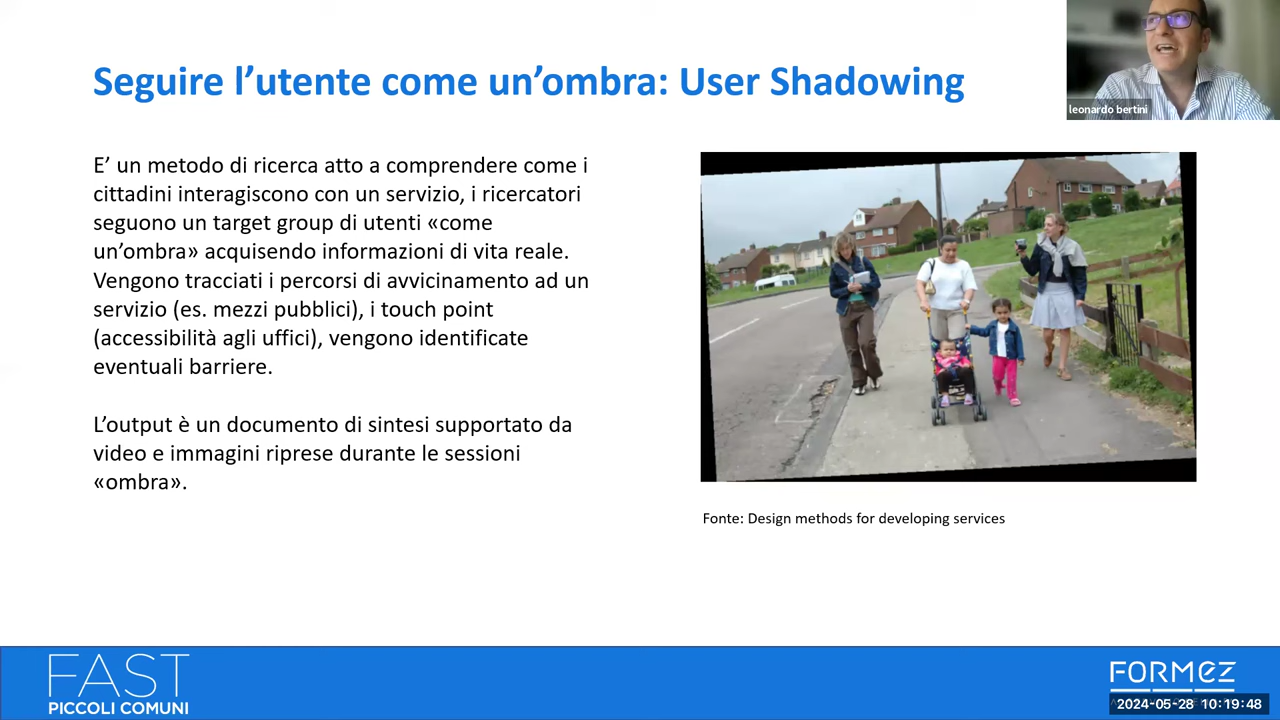 Seguire l’utente come un’ombra: User Shadowing
leonardo bertini
E’ un metodo di ricerca atto a comprendere come i
cittadini interagiscono con un servizio, i ricercatori
seguono un target group di utenti «come
un’ombra» acquisendo informazioni di vita reale.
Vengono tracciati i percorsi di avvicinamento ad un
servizio (es. mezzi pubblici), i touch point
(accessibilità agli uffici), vengono identificate
eventuali barriere.
L’output è un documento di sintesi supportato da
video e immagini riprese durante le sessioni
«ombra».
Fonte: Design methods for developing services
FAST
PICCOLI COMUNI
FORMEZ
2024-05-28 10:19:48